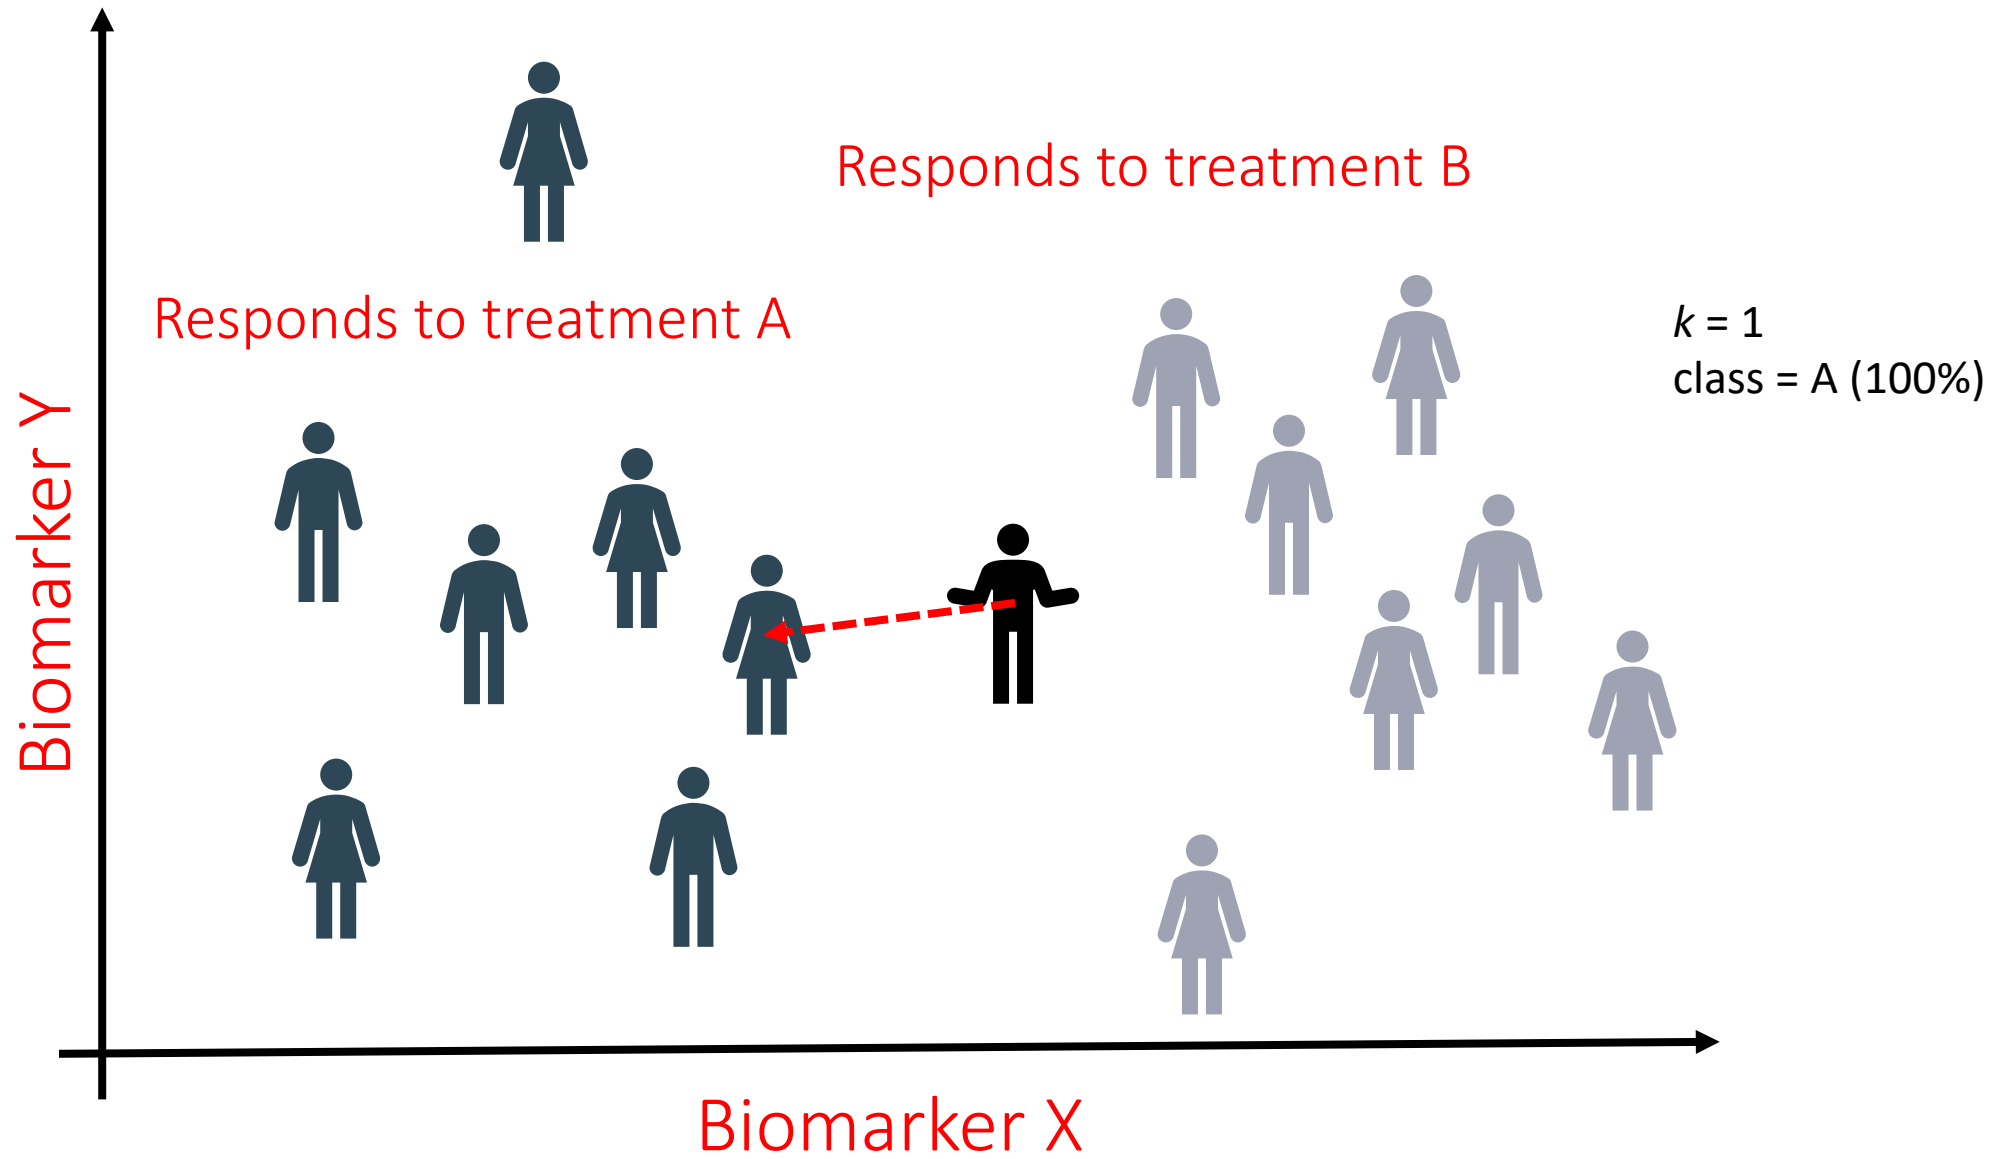 Responds to treatment B
Responds to treatment A
k = 1
class = A (100%)
Biomarker Y
Biomarker X